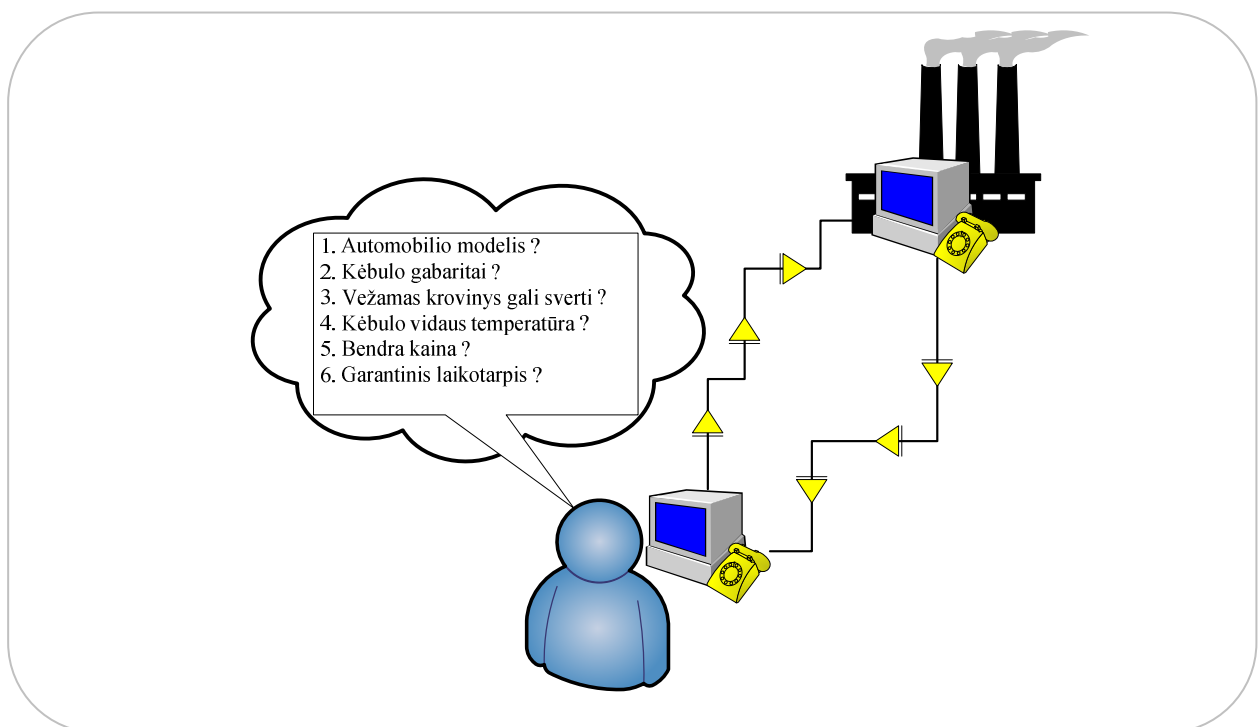 1. Automobilio modelis ?
2. Kėbulo gabaritai ?
3. Vežamas krovinys gali sverti ?
4. Kėbulo vidaus temperatūra ?
5. Bendra kaina ?
6. Garantinis laikotarpis ?